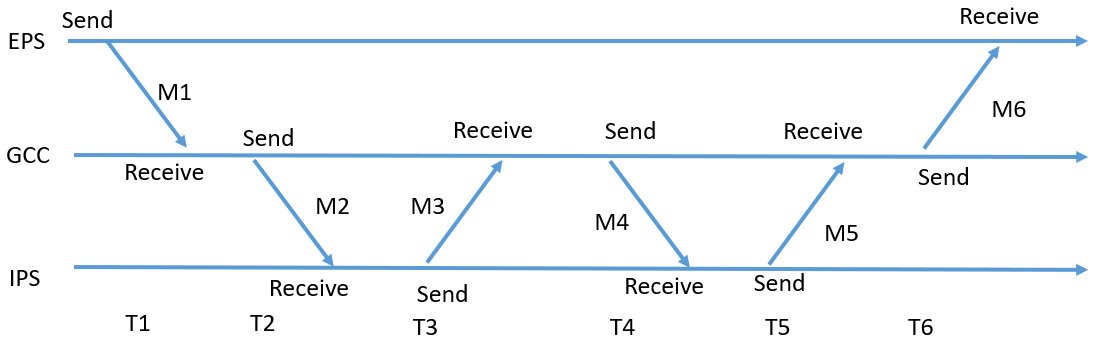 Send
Receive
EPS
M1
M6
Send
Receive
Send
Receive
GCC
Receive
Send
M2
M3
M4
M5
IPS
Receive
Send
Receive
Send
T1
T2
T3
T4
T5
T6